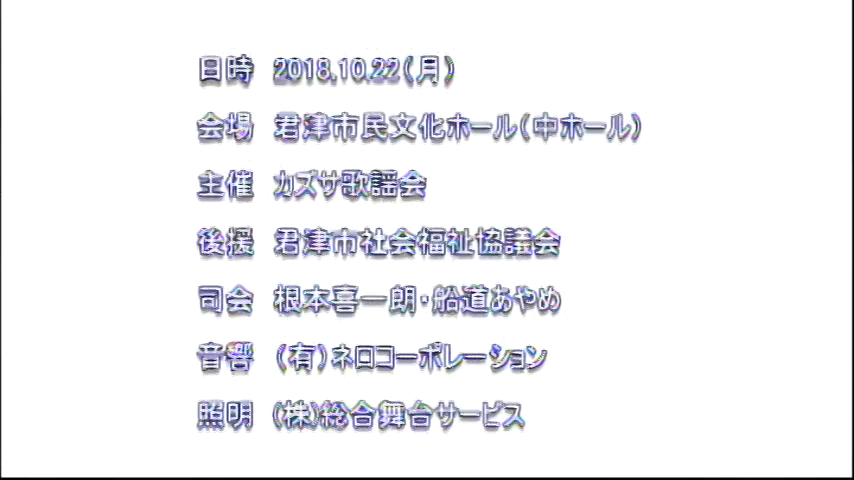 日時 2018.10.22(月)
会場 君津市民文化ホール(中ホール)
主催 カズサ歌謡会
後援 君津市社会福祉協議会
司会 根本喜一朗・船道あやめ
音響 (有)ネロコーポレーション
照明 (株)総合舞台サービス